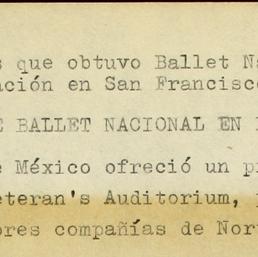 s que obtuvo Ballet Na
ación en San Francisco
E BALLET NACIONAL EN
e México ofreció un p
eteran's Auditorium,
ores compañías de Nor